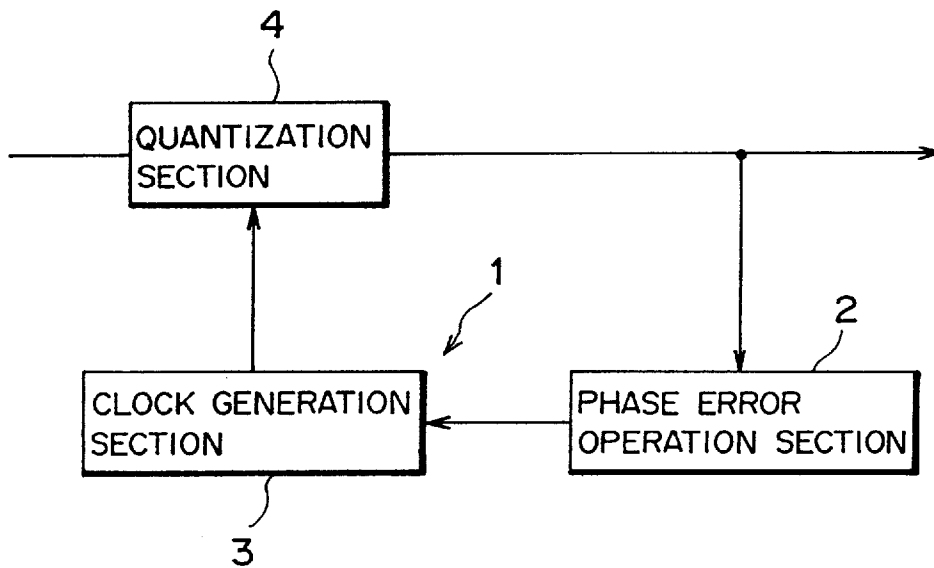 4
QUANTIZATION
SECTION
1
2
CLOCK GENERATION
SECTION
PHASE ERROR
OPERATION SECTION
3